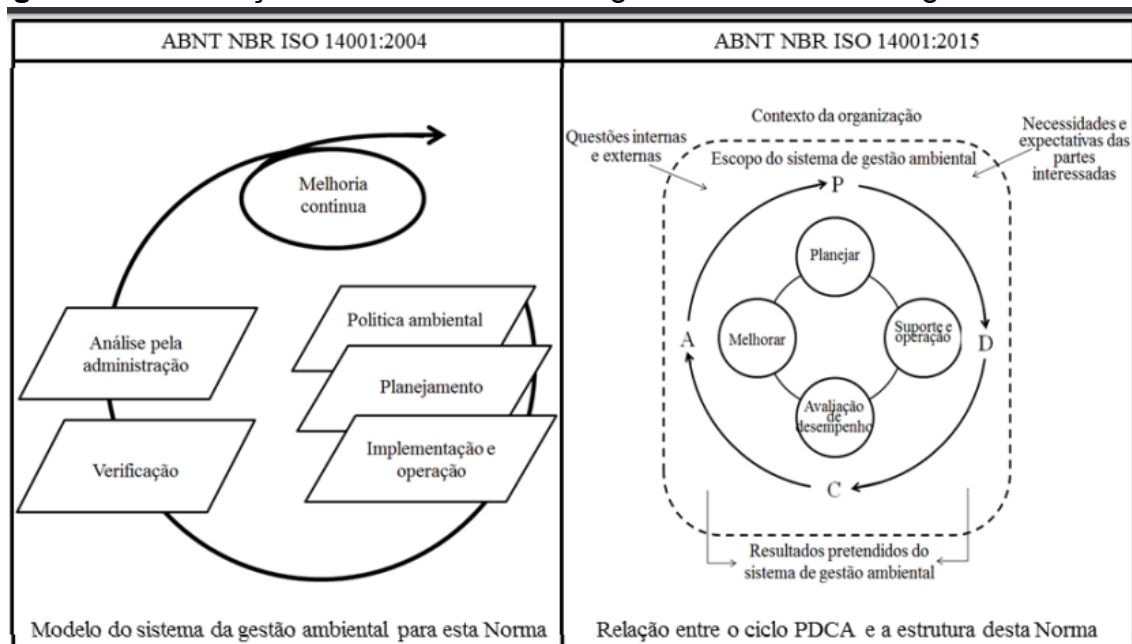 ABNT NBR ISO 14001:2004
Melhoria
contínua
Política ambiental
Análise pela
administração
Planejamento
Implementação e
operação
Verificação
Modelo do sistema da gestão ambiental para esta Norma
ABNT NBR ISO 14001:2015
Contexto da organização
Questões internas
e externas
Necessidades e
expectativas das
partes
interessadas
Escopo do sistema de gestão ambiental
P
Planejar
A
Melhorar
Suporte e
operação
D
Avaliação
de
desempenho
C
Resultados pretendidos do
sistema de gestão ambiental
Relação entre o ciclo PDCA e a estrutura desta Norma